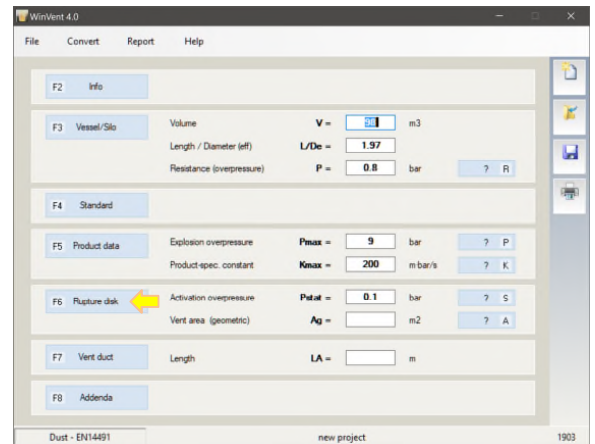 WinVent 4.0
File Convert Report Help
F2 Info
F3 Vessel/Silo Volume V = m3
Length / Diameter (eff) L/De = 1.97
Resistance (overpressure) P = 0.8 bar ? R
F4 Standard
F5 Product data Explosion overpressure Pmax = 9 bar ? P
Product-spec. constant Kmax = 200 m·bar/s ? K
F6 Rupture disk Activation overpressure Pstat = 0.1 bar ? S
Vent area (geometric) Ag = m2 ? A
F7 Vent duct Length LA = m
F8 Addenda
Dust - EN14491 new project 1903